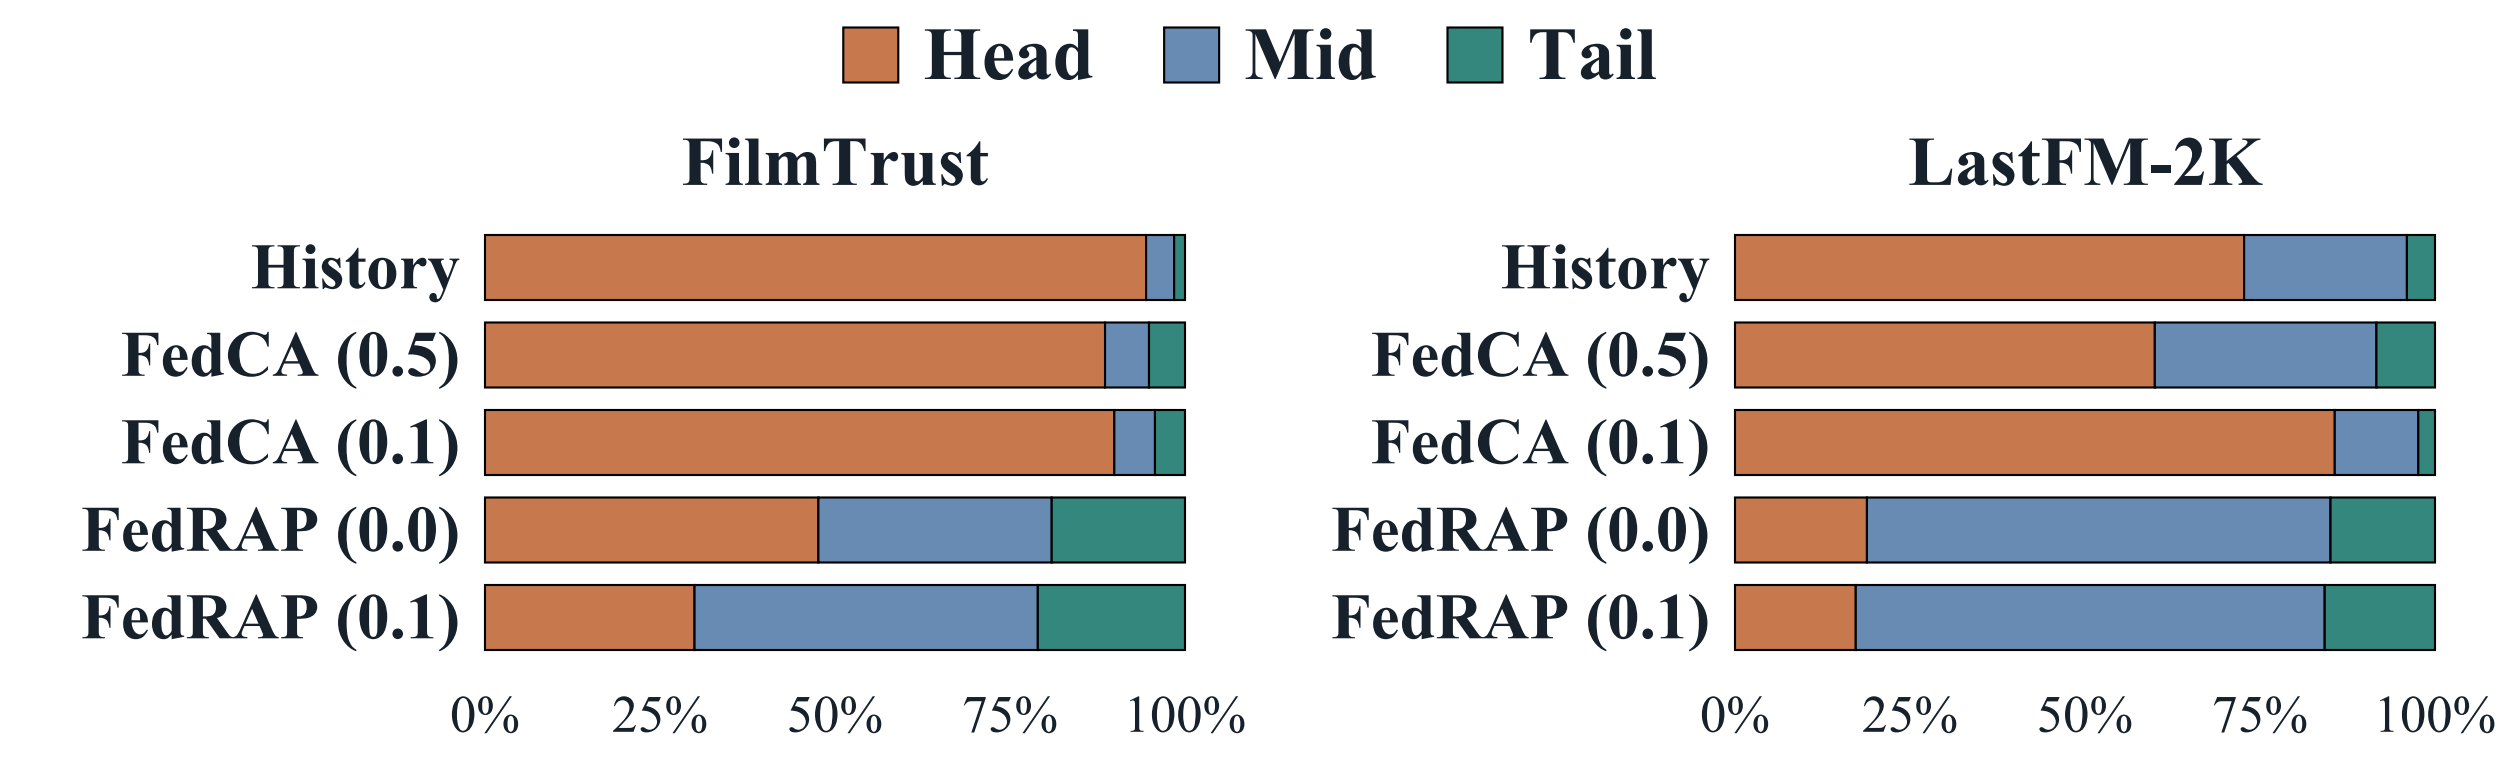 Head Mid Tail
FilmTrust
History
FedCA (0.5)
FedCA (0.1)
FedRAP (0.0)
FedRAP (0.1)
0% 25% 50% 75% 100%
LastFM-2K
History
FedCA (0.5)
FedCA (0.1)
FedRAP (0.0)
FedRAP (0.1)
0% 25% 50% 75% 100%